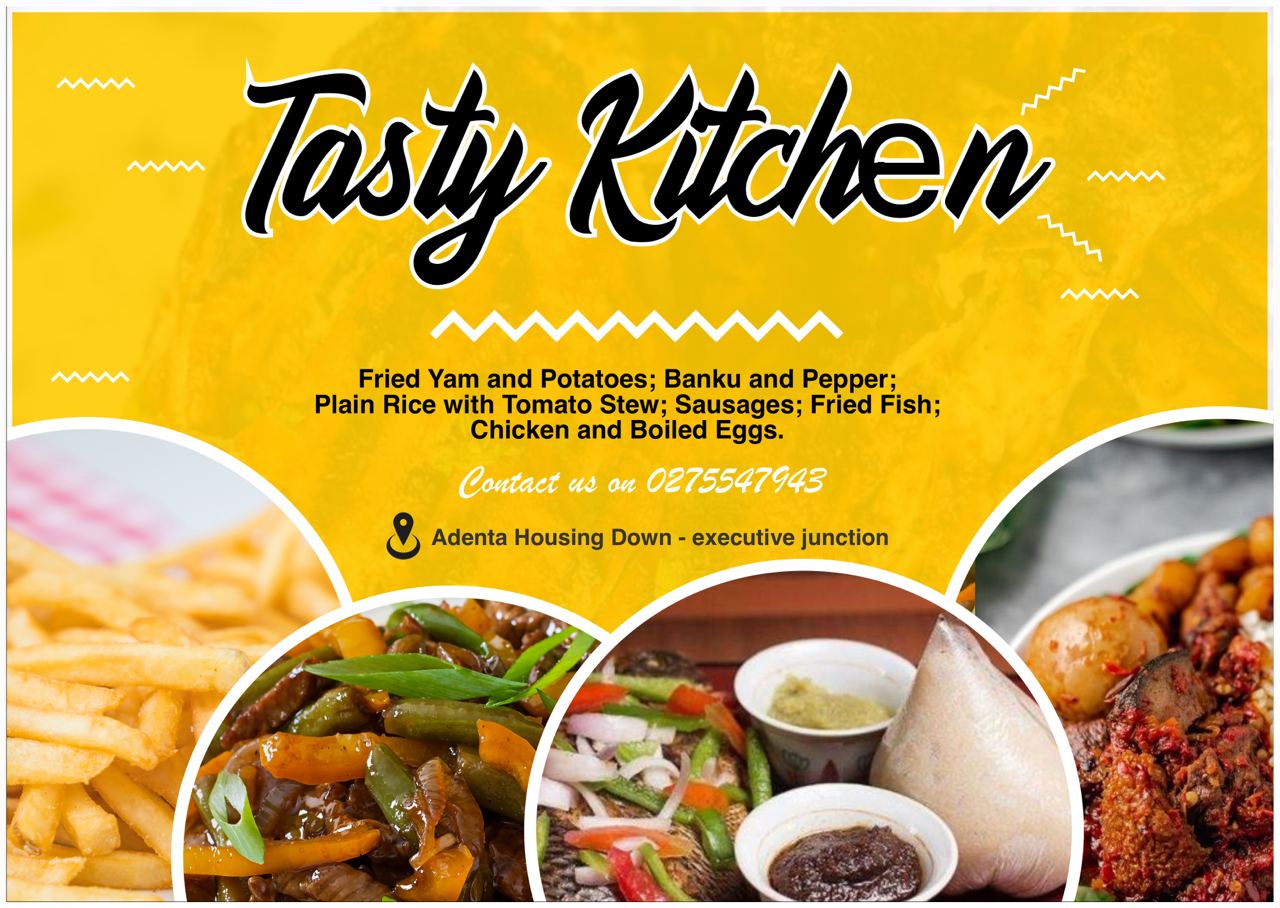 Tasty Kitchen
Fried Yam and Potatoes; Banku and Pepper;
Plain Rice with Tomato Stew; Sausages; Fried Fish;
Chicken and Boiled Eggs.
Contact us on 0275547943
Adenta Housing Down - executive junction